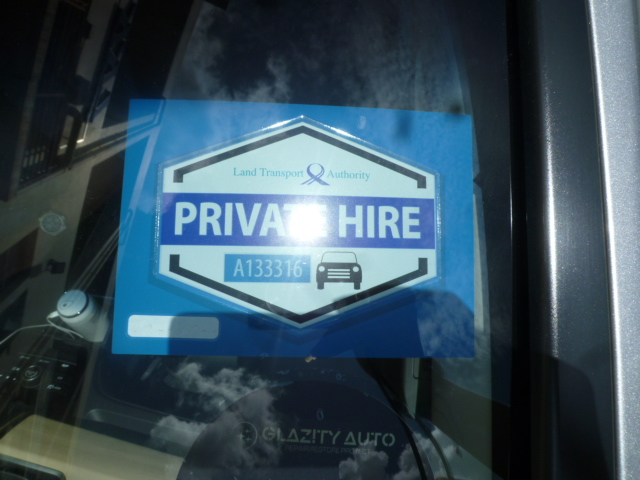 Land Transport Authority
PRIVATE HIRE
A133316
GLAZITY AUTO